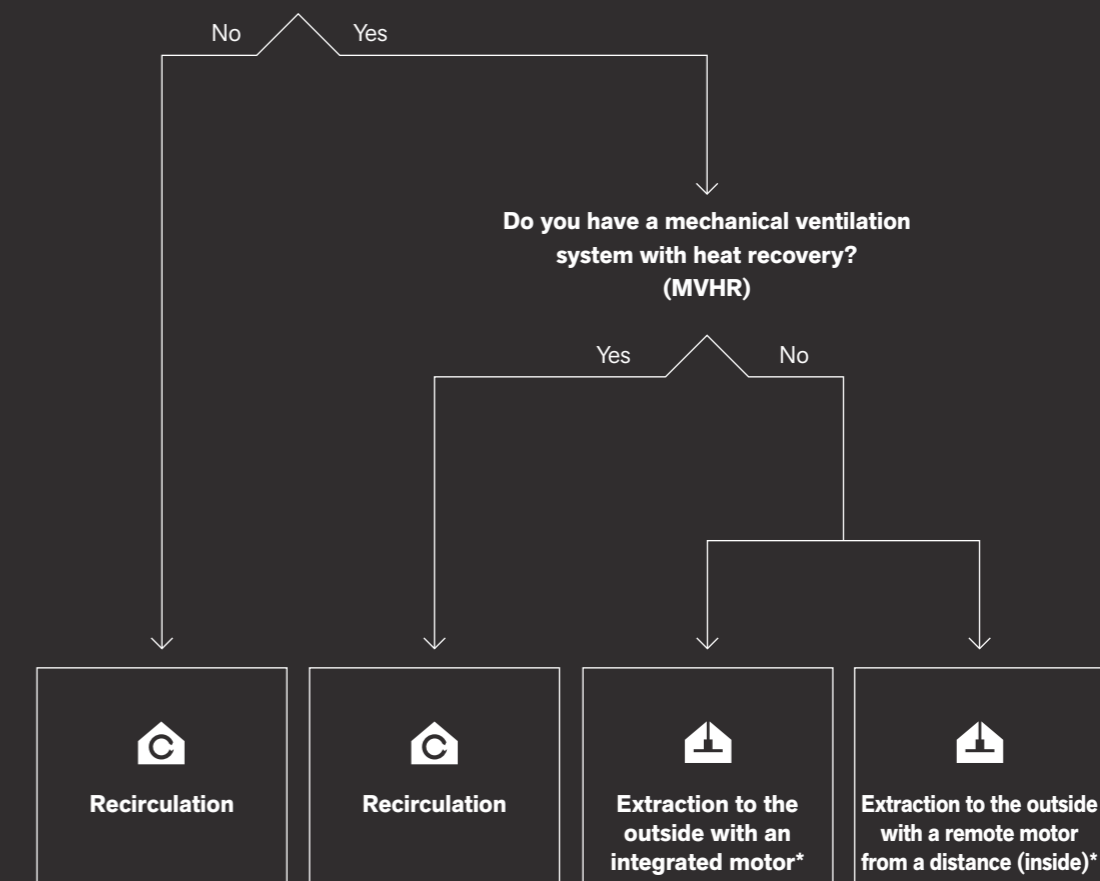 No
Yes
Do you have a mechanical ventilation
system with heat recovery?
(MVHR)
Yes
No
Recirculation
Recirculation
Extraction to the
outside with an
integrated motor*
Extraction to the outside
with a remote motor
from a distance (inside)*